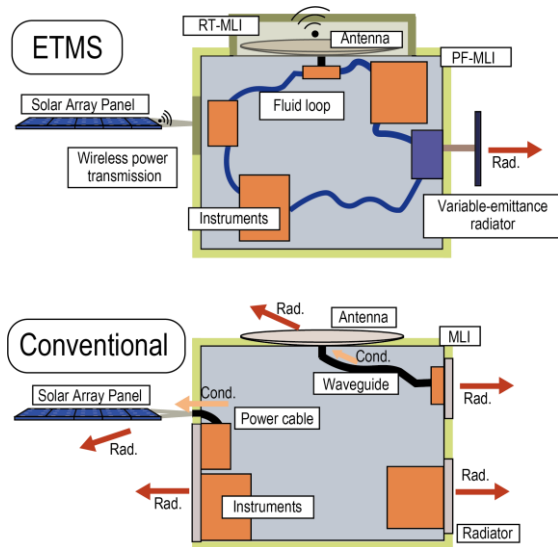 RT-MLI
Antenna
ETMS
PF-MLI
Solar Array Panel
Fluid loop
Wireless power
transmission
Rad.
Instruments
Variable-emittance
radiator
Rad.
Antenna
Conventional
MLI
Cond.
Solar Array Panel
Cond.
Waveguide
Rad.
Power cable
Rad.
Rad.
Instruments
Rad.
Radiator